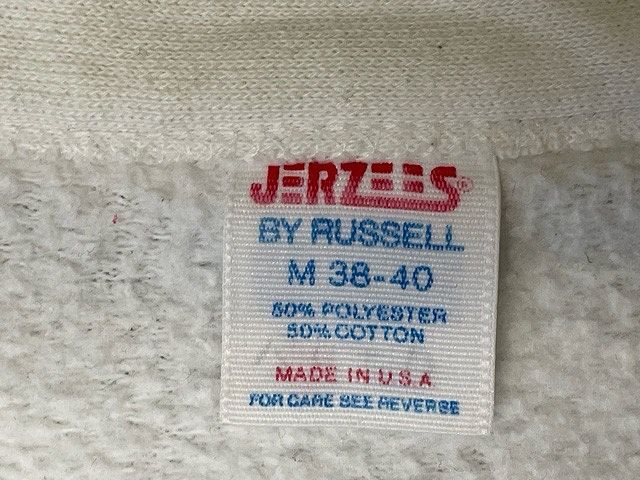 JERZEES®
BY RUSSELL
M 38-40
50% POLYESTER
50% COTTON
MADE IN U.S.A.
FOR CARE SEE REVERSE